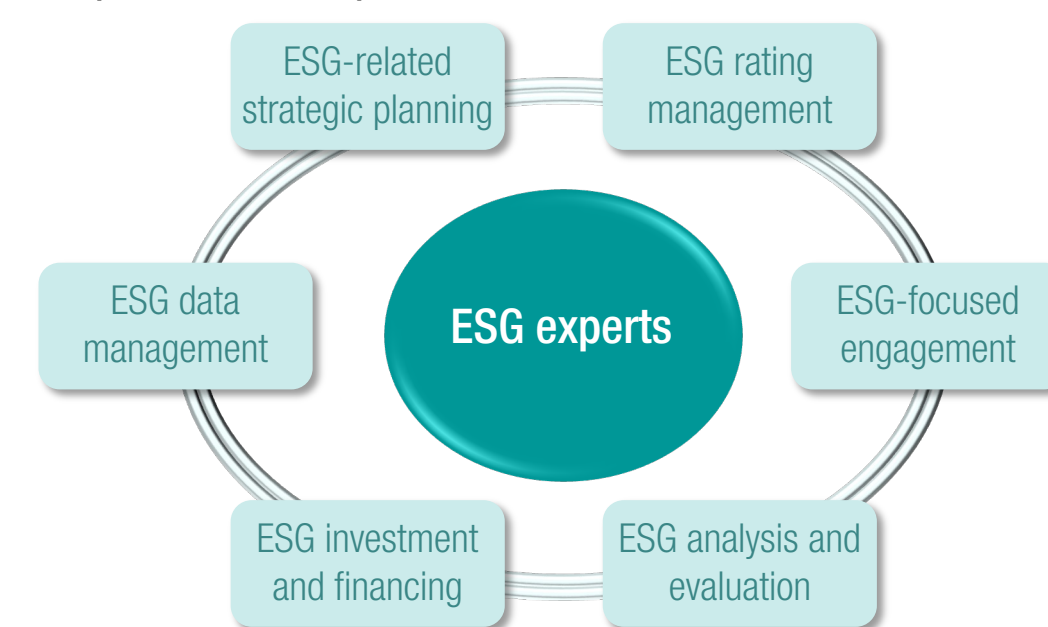 ESG-related
strategic planning
ESG rating
management
ESG data
management
ESG experts
ESG-focused
engagement
ESG investment
and financing
ESG analysis and
evaluation